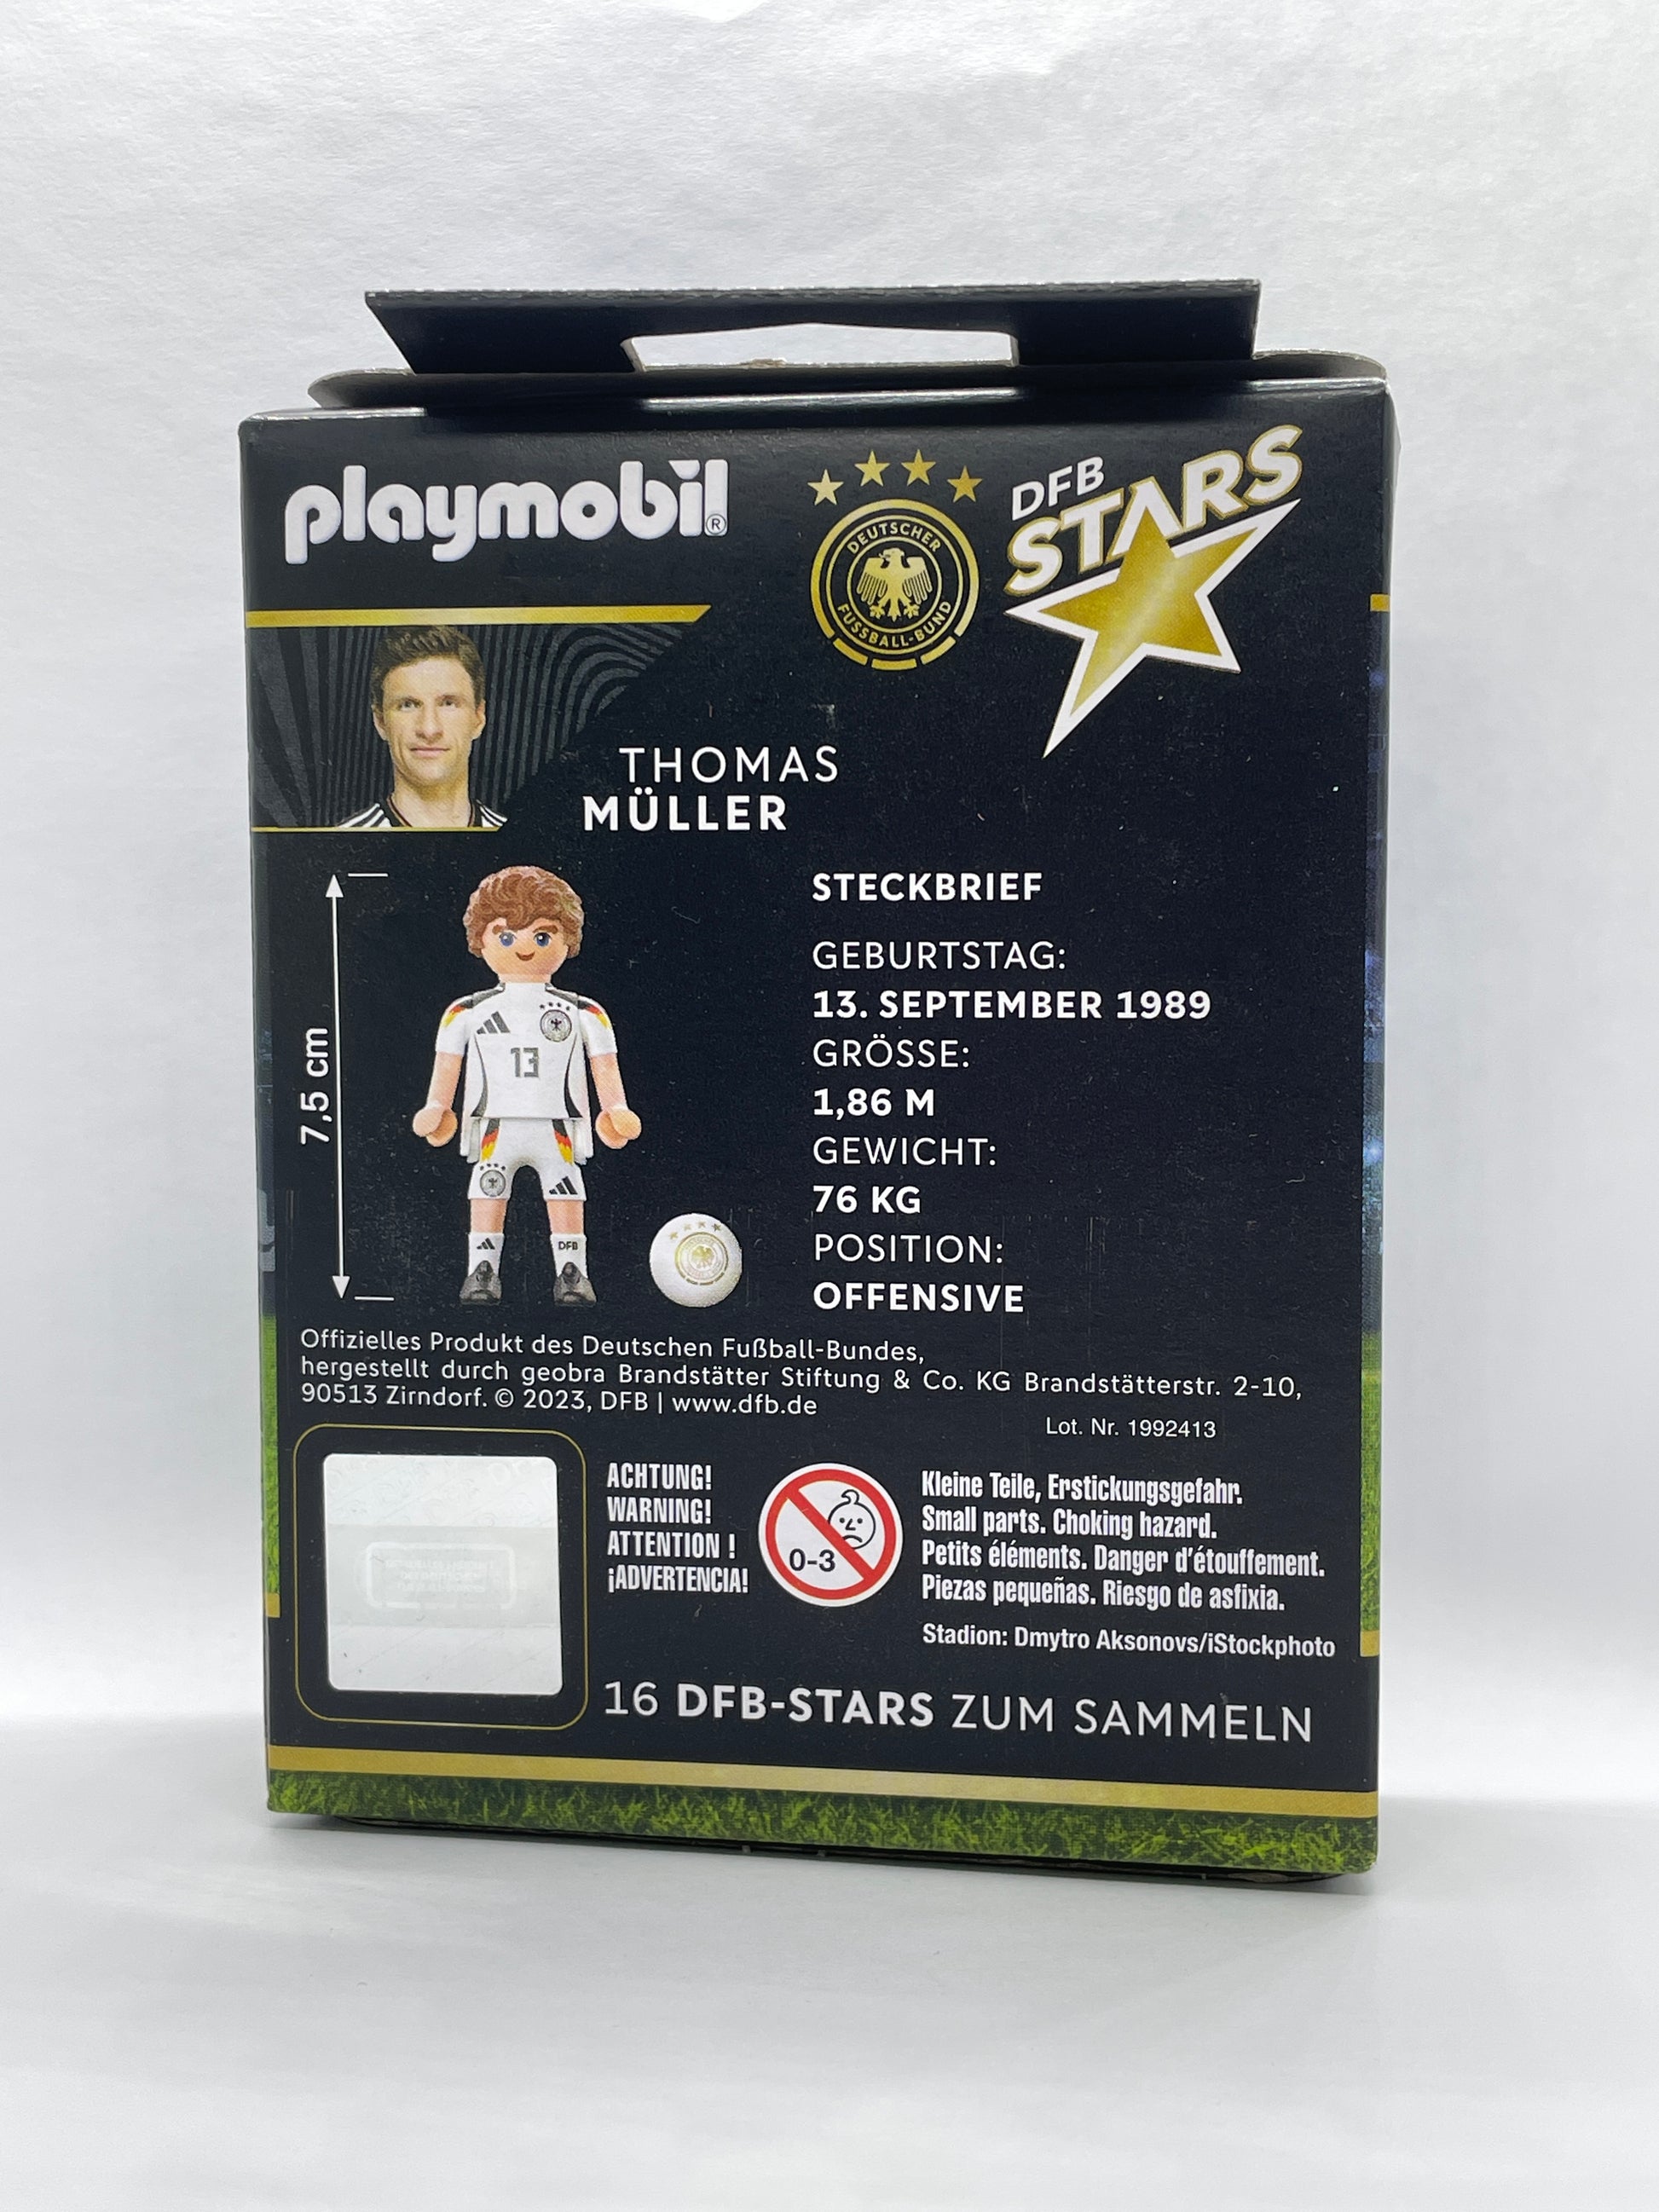 playmobil®
DEUTSCHER
FUSSBALL-BUND
DFB
STARS
THOMAS
MÜLLER
7,5 cm
13
DFB
STECKBRIEF
GEBURTSTAG:
13. SEPTEMBER 1989
GRÖSSE:
1,86 M
GEWICHT:
76 KG
POSITION:
OFFENSIVE
Offizielles Produkt des Deutschen Fußball-Bundes,
hergestellt durch geobra Brandstätter Stiftung & Co. KG Brandstätterstr. 2-10,
90513 Zirndorf. © 2023, DFB | www.dfb.de
Lot. Nr. 1992413
ACHTUNG!
WARNING!
ATTENTION !
¡ADVERTENCIA!
0-3
Kleine Teile, Erstickungsgefahr.
Small parts. Choking hazard.
Petits éléments. Danger d'étouffement.
Piezas pequeñas. Riesgo de asfixia.
Stadion: Dmytro Aksonovs/iStockphoto
16 DFB-STARS ZUM SAMMELN